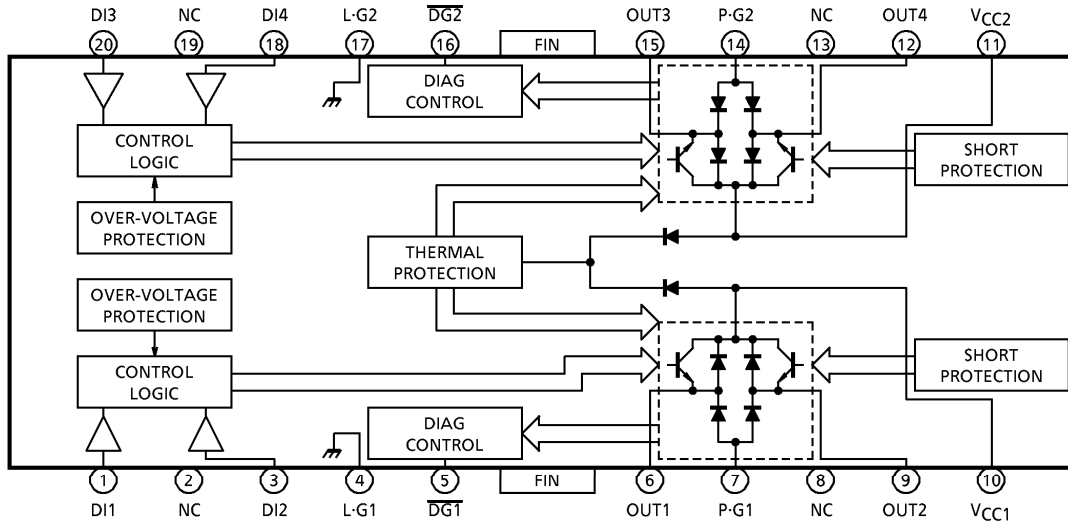 DI3 NC DI4 L·G2 DG2 OUT3 P·G2 NC OUT4 VCC2
20 19 18 17 16 FIN 15 14 13 12 11
DIAG
CONTROL
CONTROL
LOGIC
SHORT
PROTECTION
OVER-VOLTAGE
PROTECTION
THERMAL
PROTECTION
OVER-VOLTAGE
PROTECTION
CONTROL
LOGIC
SHORT
PROTECTION
DIAG
CONTROL
1 2 3 4 5 FIN 6 7 8 9 10
DI1 NC DI2 L·G1 DG1 OUT1 P·G1 NC OUT2 VCC1